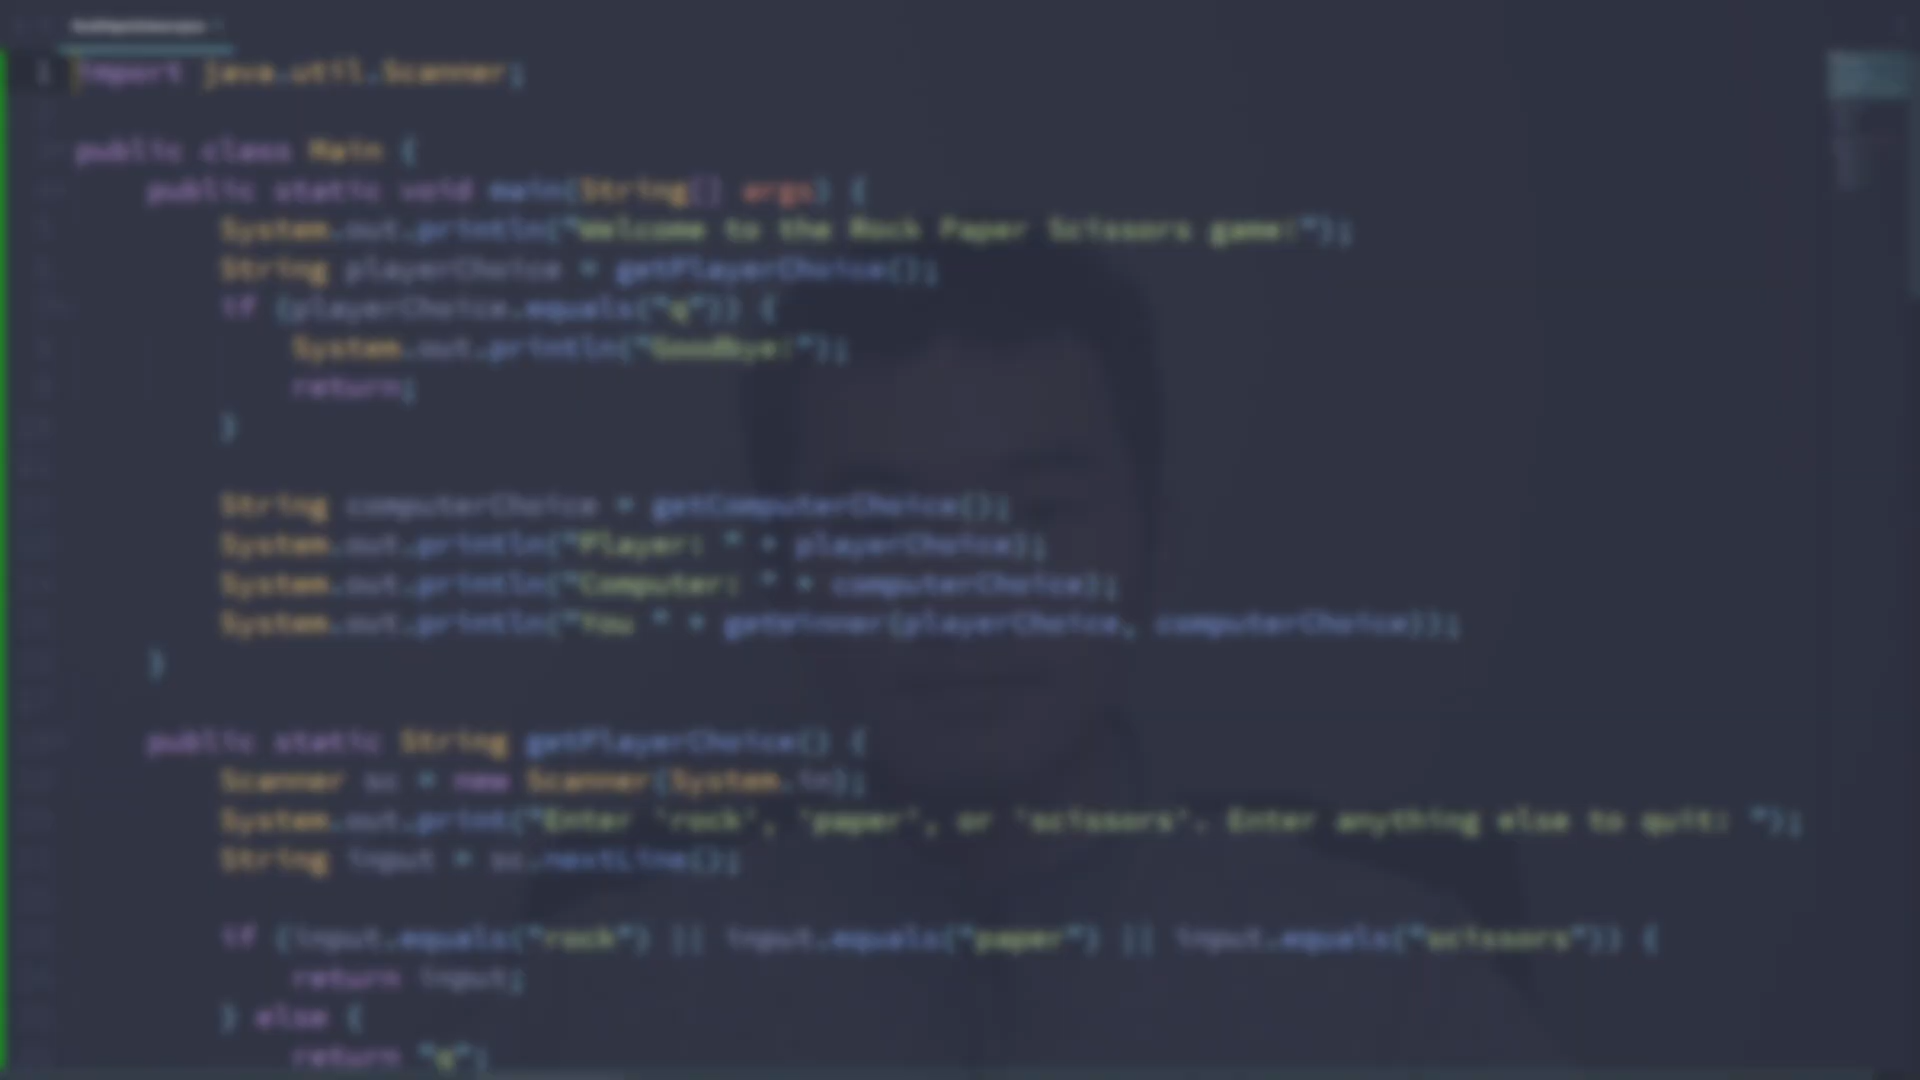 import java.util.Scanner;
public class Main {
public static void main(String[] args) {
System.out.println("Welcome to the Rock Paper Scissors game!");
String playerChoice = getPlayerChoice();
if (playerChoice.equals("q")) {
System.out.println("Goodbye!");
return;
}
String computerChoice = getComputerChoice();
System.out.println("Player: " + playerChoice);
System.out.println("Computer: " + computerChoice);
System.out.println("You " + getWinner(playerChoice, computerChoice));
}
public static String getPlayerChoice() {
Scanner sc = new Scanner(System.in);
System.out.print("Enter 'rock', 'paper', or 'scissors'. Enter anything else to quit: ");
String input = sc.nextLine();
if (input.equals("rock") || input.equals("paper") || input.equals("scissors")) {
return input;
} else {
return "q";